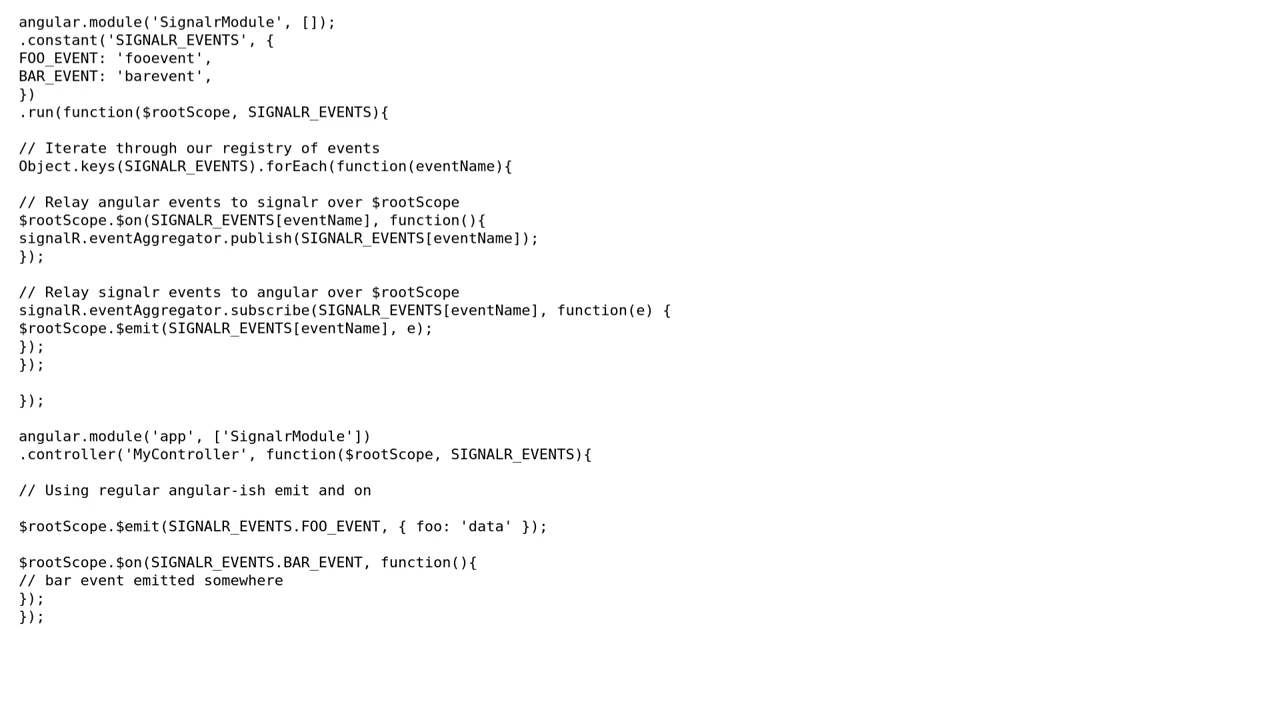 angular.module('SignalrModule', []);
.constant('SIGNALR_EVENTS', {
FOO_EVENT: 'fooevent',
BAR_EVENT: 'barevent',
})
.run(function($rootScope, SIGNALR_EVENTS){

// Iterate through our registry of events
Object.keys(SIGNALR_EVENTS).forEach(function(eventName){

// Relay angular events to signalr over $rootScope
$rootScope.$on(SIGNALR_EVENTS[eventName], function(){
signalR.eventAggregator.publish(SIGNALR_EVENTS[eventName]);
});

// Relay signalr events to angular over $rootScope
signalR.eventAggregator.subscribe(SIGNALR_EVENTS[eventName], function(e) {
$rootScope.$emit(SIGNALR_EVENTS[eventName], e);
});
});

});

angular.module('app', ['SignalrModule'])
.controller('MyController', function($rootScope, SIGNALR_EVENTS){

// Using regular angular-ish emit and on

$rootScope.$emit(SIGNALR_EVENTS.FOO_EVENT, { foo: 'data' });

$rootScope.$on(SIGNALR_EVENTS.BAR_EVENT, function(){
// bar event emitted somewhere
});
});